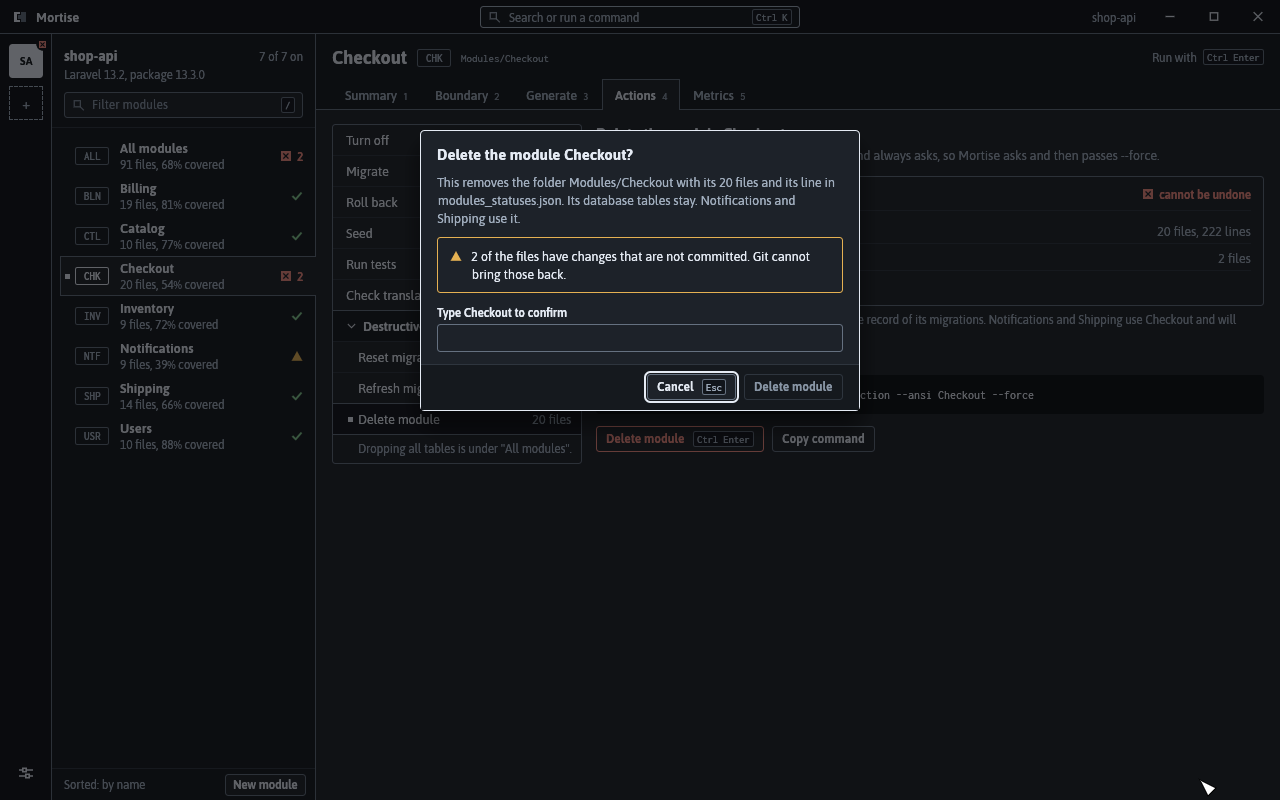 Mortise
Search or run a command
Ctrl K
shop-api
SA
+
shop-api
7 of 7 on
Laravel 13.2, package 13.3.0
Filter modules
/
ALL
All modules
91 files, 68% covered
2
BLN
Billing
19 files, 81% covered
CTL
Catalog
10 files, 77% covered
CHK
Checkout
20 files, 54% covered
2
INV
Inventory
9 files, 72% covered
NTF
Notifications
9 files, 39% covered
SHP
Shipping
14 files, 66% covered
USR
Users
10 files, 88% covered
Sorted: by name
New module
Checkout
CHK
Modules/Checkout
Run with
Ctrl Enter
Summary 1
Boundary 2
Generate 3
Actions 4
Metrics 5
Turn off
Migrate
Roll back
Seed
Run tests
Check transla
Destructiv
Reset migra
Refresh mig
Delete module
20 files
Dropping all tables is under "All modules".
d always asks, so Mortise asks and then passes --force.
cannot be undone
20 files, 222 lines
2 files
e record of its migrations. Notifications and Shipping use Checkout and will
ction --ansi Checkout --force
Delete module
Ctrl Enter
Copy command
Delete the module Checkout?
This removes the folder Modules/Checkout with its 20 files and its line in
modules_statuses.json. Its database tables stay. Notifications and
Shipping use it.
2 of the files have changes that are not committed. Git cannot
bring those back.
Type Checkout to confirm
Cancel
Esc
Delete module